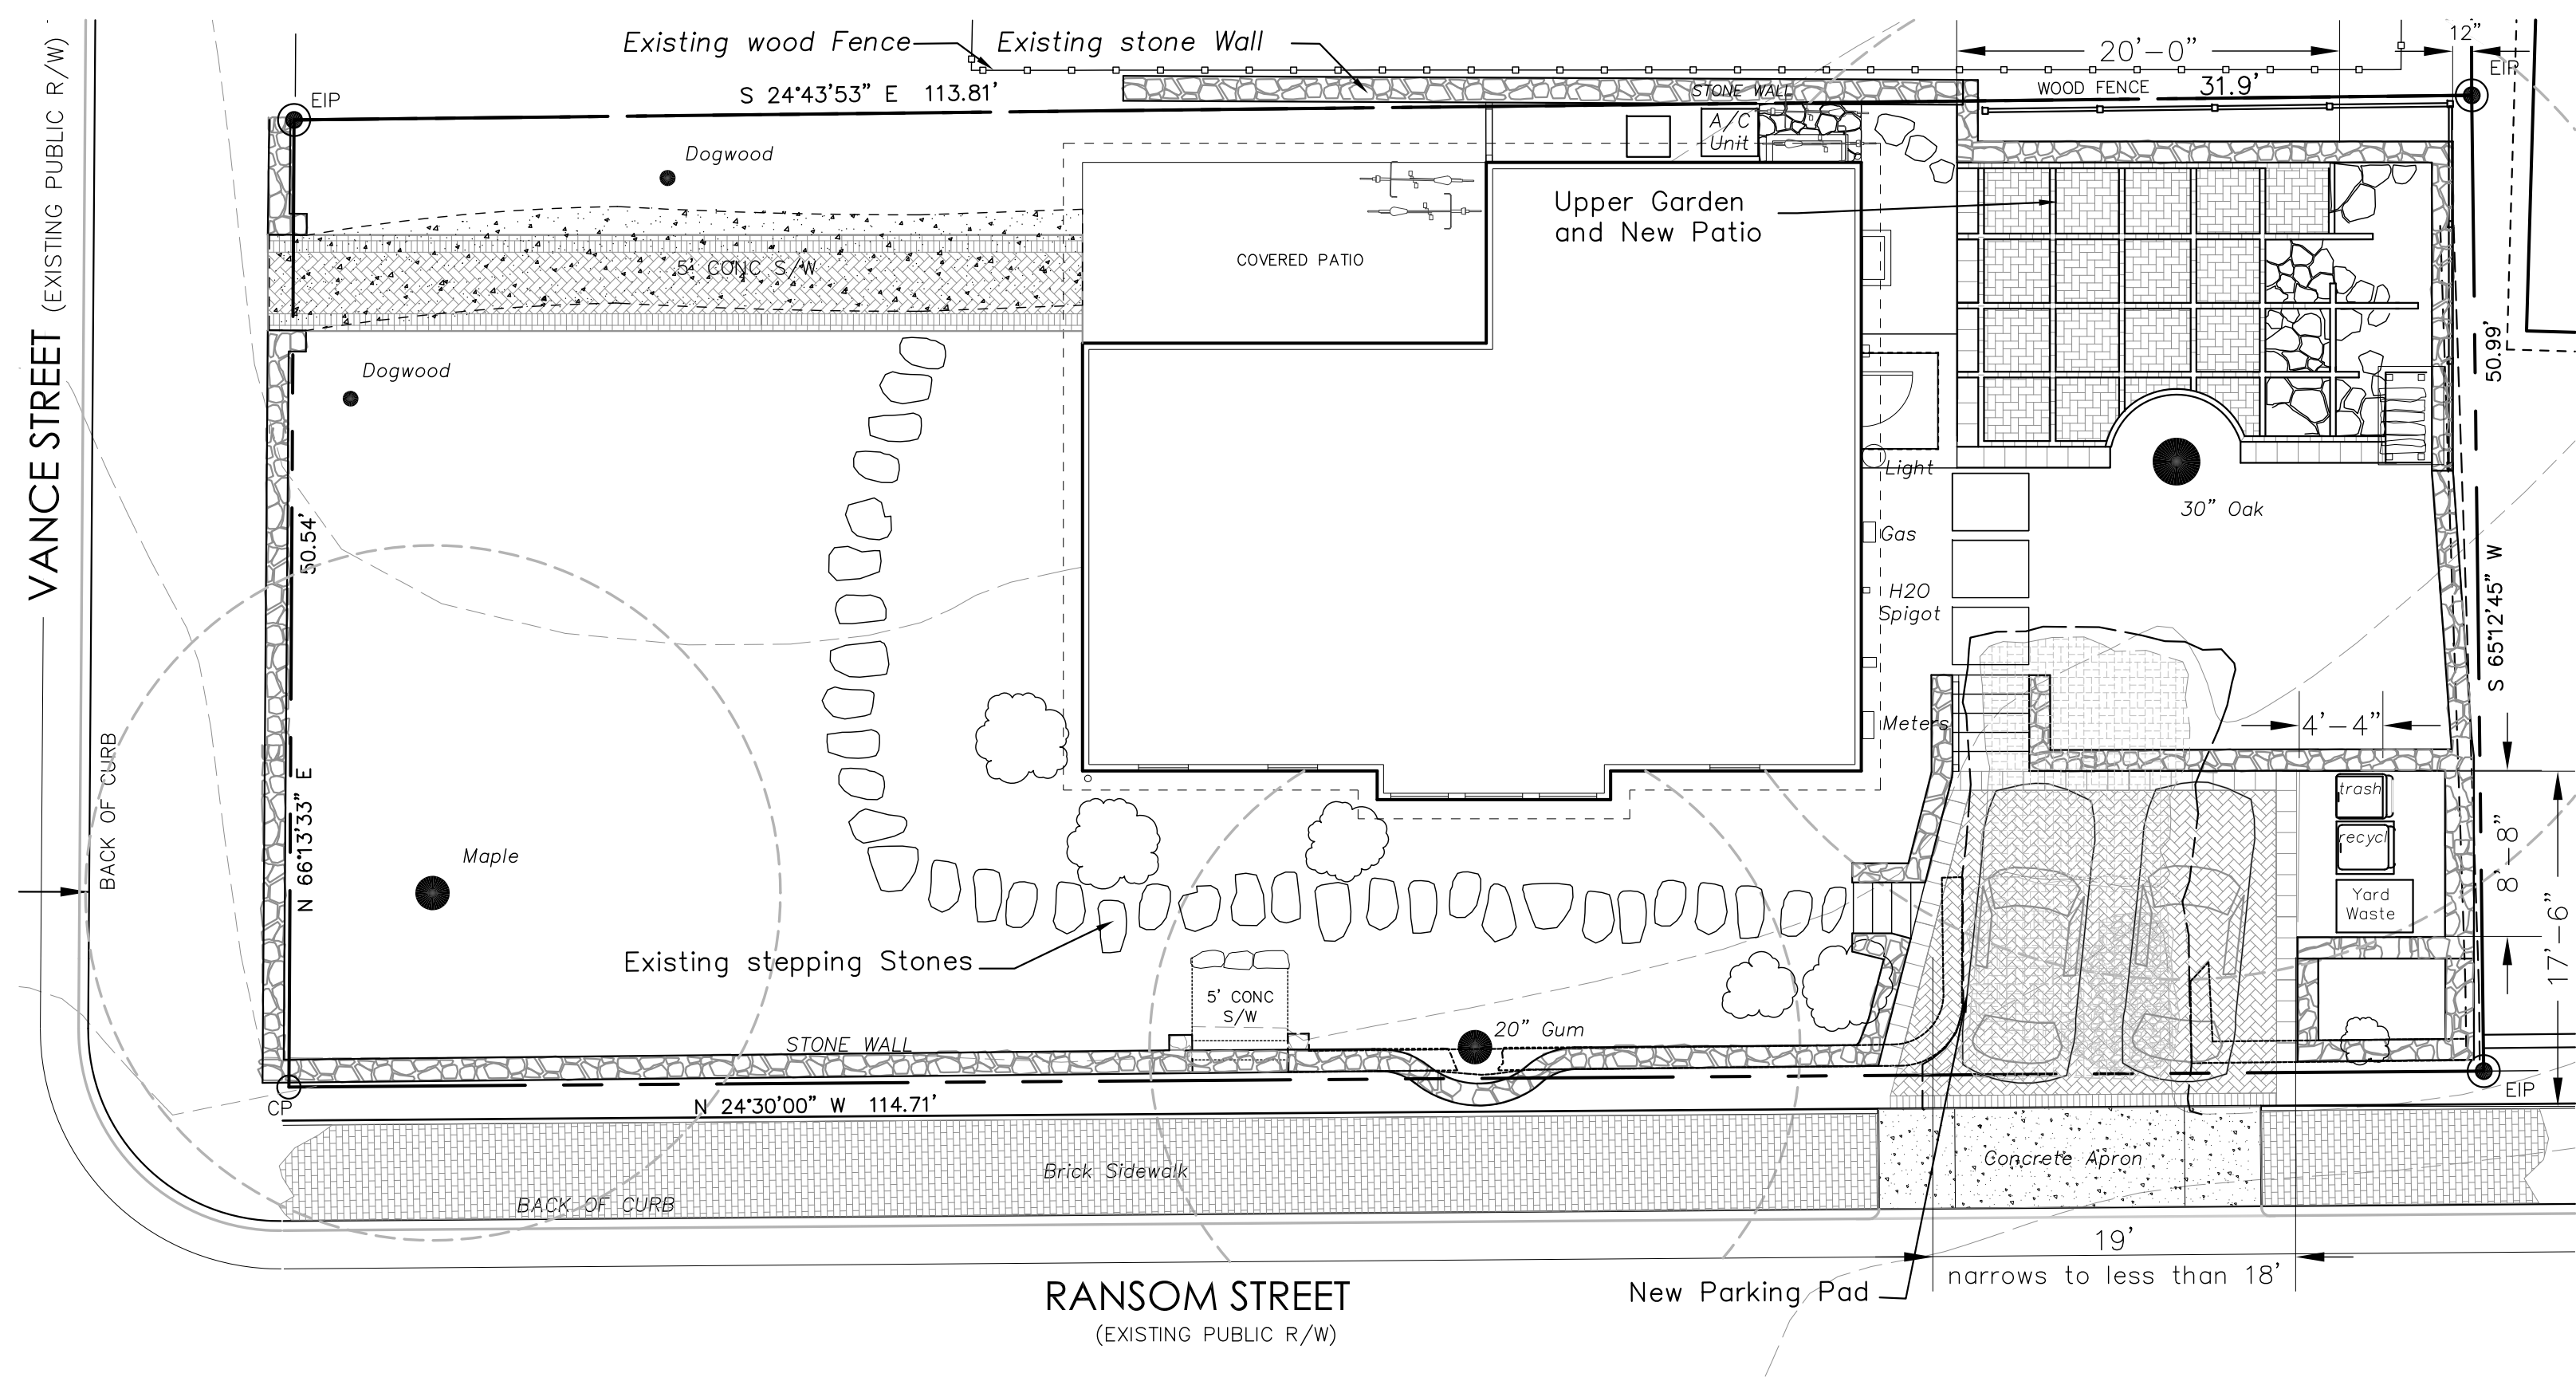 Existing wood Fence
Existing stone Wall
20'-0"
12"
EIP
S 24°43'53" E 113.81'
STONE WALL
WOOD FENCE
31.9'
EIP
VANCE STREET (EXISTING PUBLIC R/W)
Dogwood
A/C
Unit
Upper Garden
and New Patio
5' CONC S/W
COVERED PATIO
Dogwood
50.99'
Light
30" Oak
50.54'
Gas
H2O
Spigot
S 65°12'45" W
Meters
4'-4"
BACK OF CURB
N 66°13'33" E
Maple
trash
recycl
8'-8"
Yard
Waste
17'-6"
Existing stepping Stones
5' CONC
S/W
20" Gum
STONE WALL
CP
N 24°30'00" W 114.71'
EIP
Brick Sidewalk
Concrete Apron
BACK OF CURB
19'
narrows to less than 18'
New Parking Pad
RANSOM STREET
(EXISTING PUBLIC R/W)